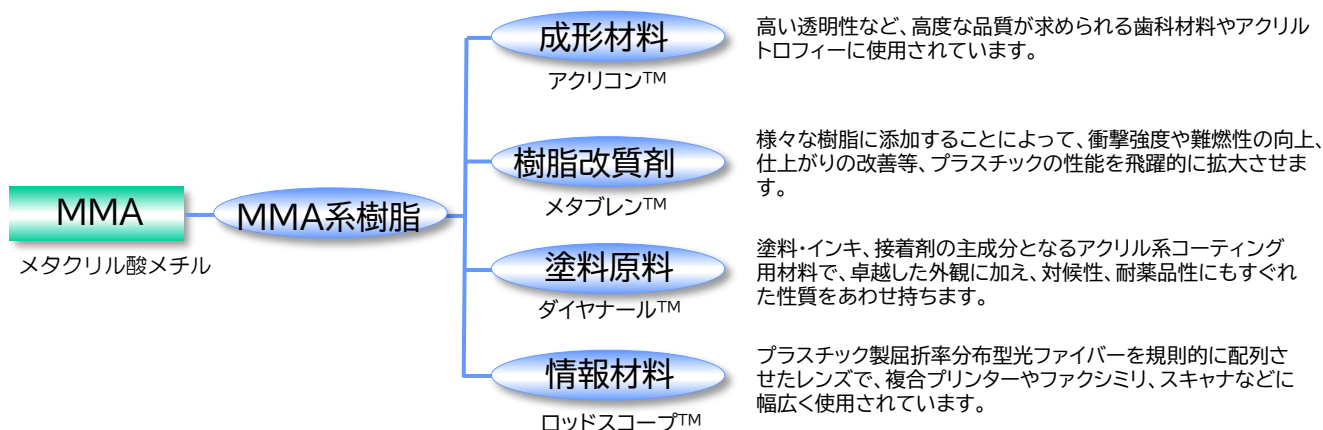 MMA
メタクリル酸メチル
MMA系樹脂
成形材料
アクリコン™
高い透明性など、高度な品質が求められる歯科材料やアクリル
トロフィーに使用されています。
樹脂改質剤
メタブレン™
様々な樹脂に添加することによって、衝撃強度や難燃性の向上、
仕上がりの改善等、プラスチックの性能を飛躍的に拡大させま
す。
塗料原料
ダイヤナール™
塗料・インキ、接着剤の主成分となるアクリル系コーティング
用材料で、卓越した外観に加え、対候性、耐薬品性にもすぐれ
た性質をあわせ持ちます。
情報材料
ロッドスコープ™
プラスチック製屈折率分布型光ファイバーを規則的に配列さ
せたレンズで、複合プリンターやファクシミリ、スキャナなどに
幅広く使用されています。